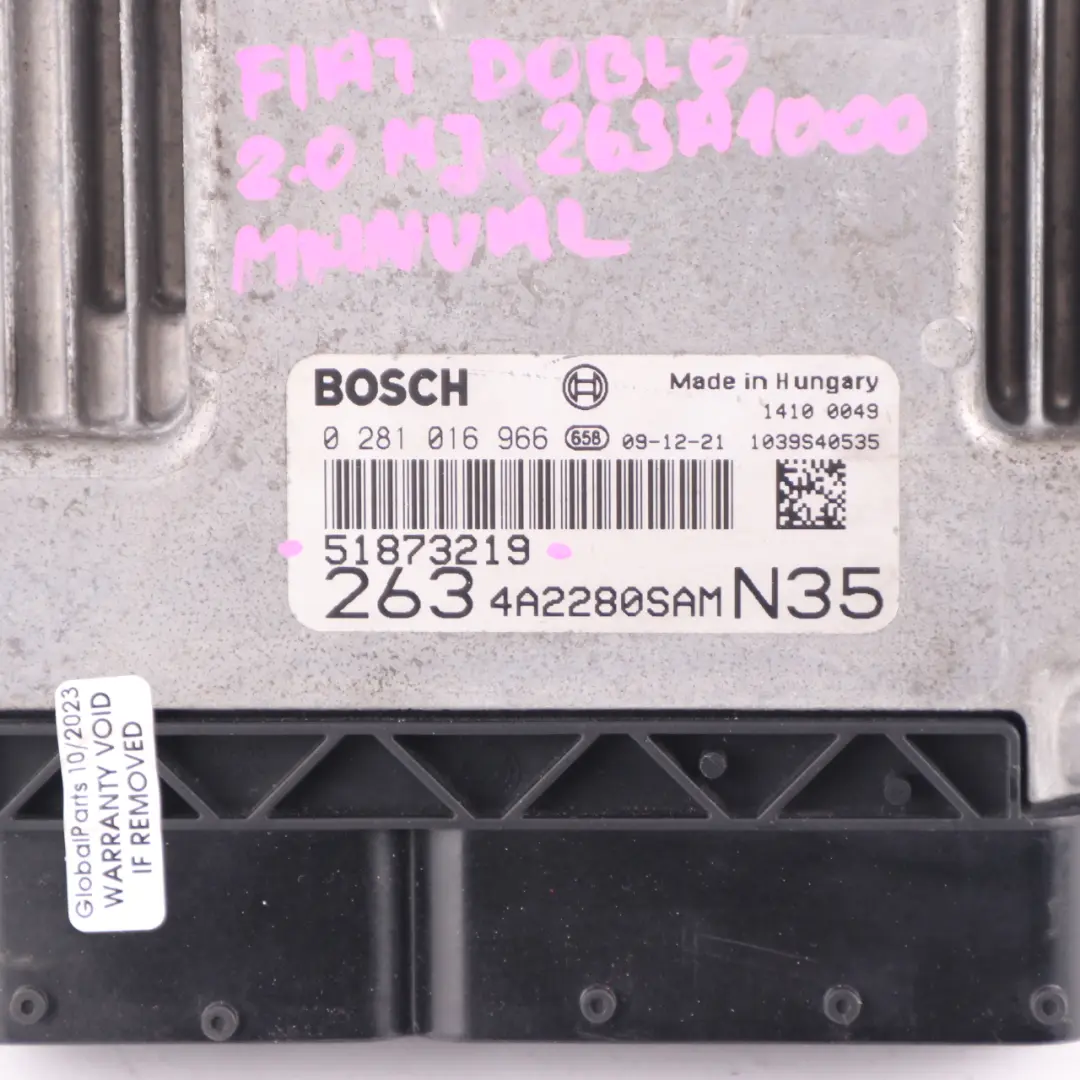 FIAT DOBLO
2.0 MJ 263A1000
MANUAL
BOSCH
Made in Hungary
1410 0049
0 281 016 966 658 09-12-21 1039S40535
51873219
263 4A2280SAM N35
GlobalParts 10/2023
WARRANTY VOID
IF REMOVED